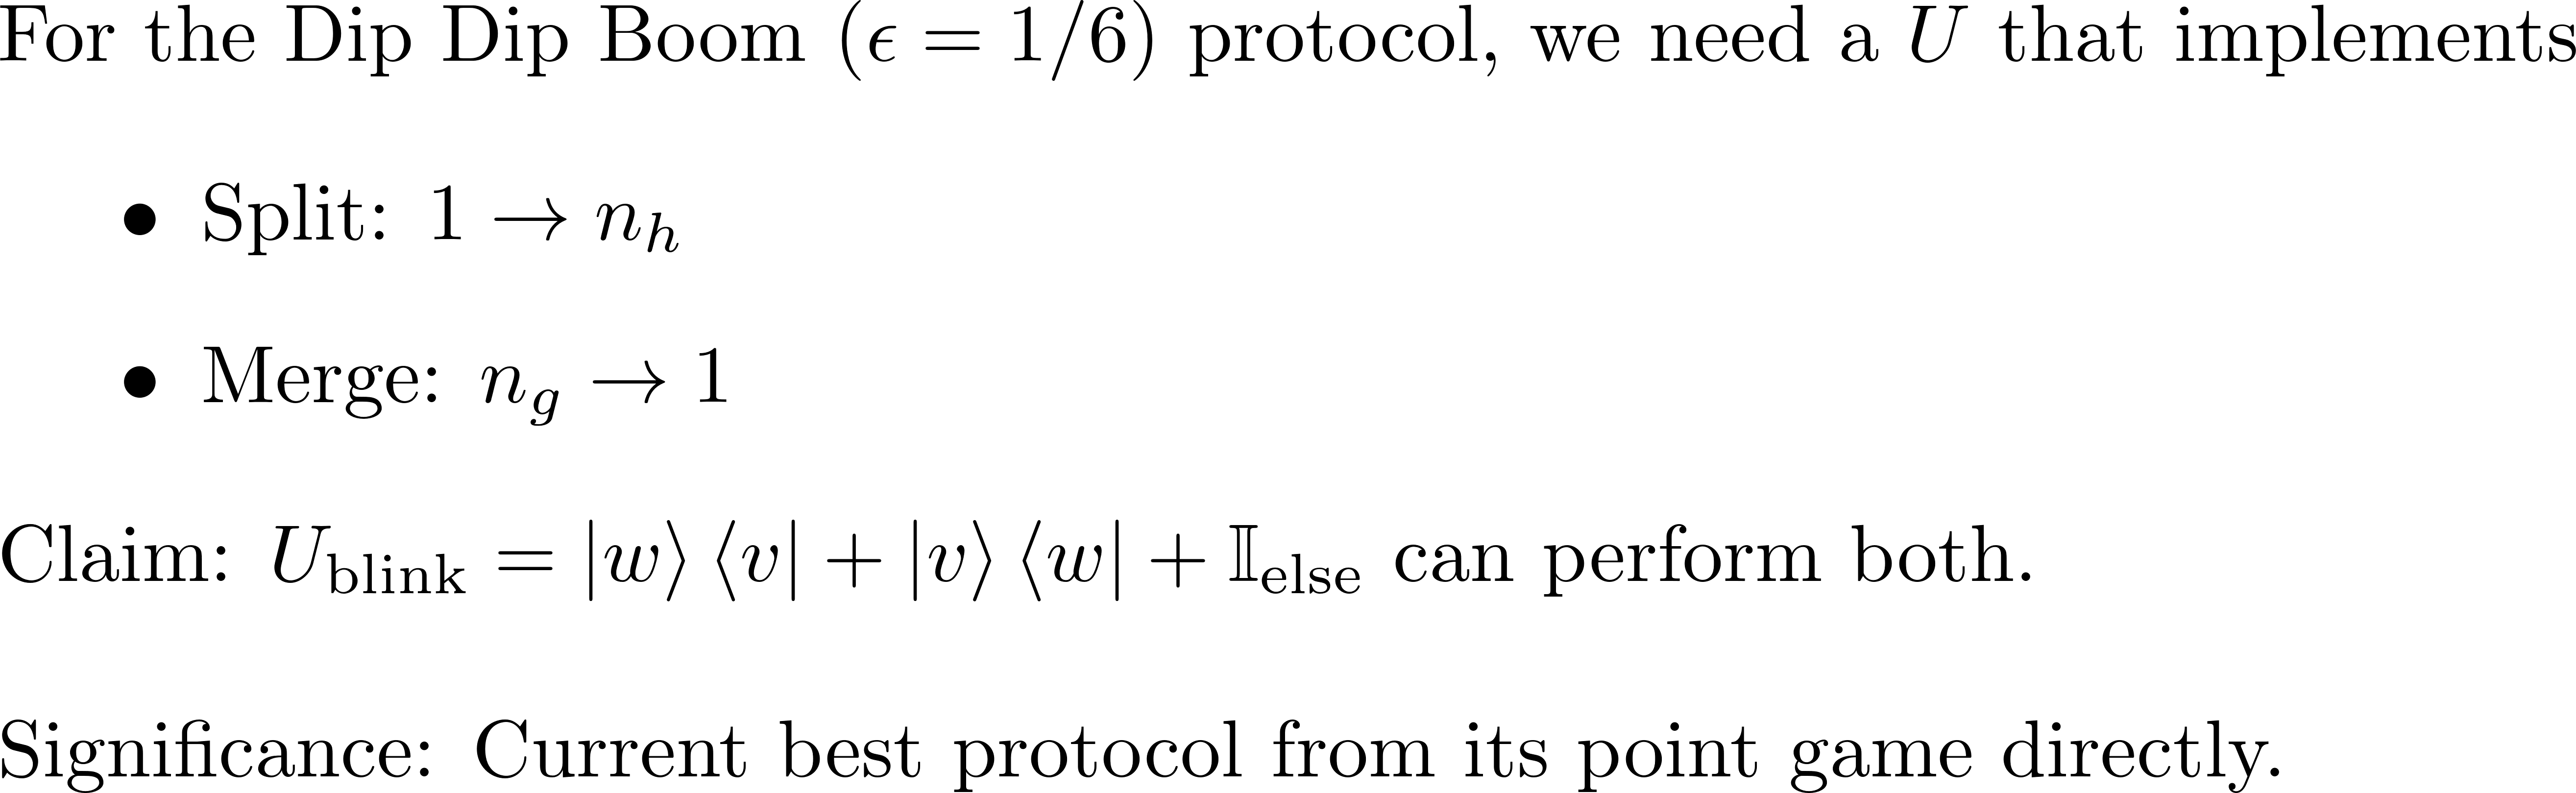 For the Dip Dip Boom (ϵ = 1/6) protocol, we need a U that implements
• Split: 1 → n_h
• Merge: n_g → 1
Claim: U_blink = |w⟩ ⟨v| + |v⟩ ⟨w| + 𝕀_else can perform both.
Significance: Current best protocol from its point game directly.